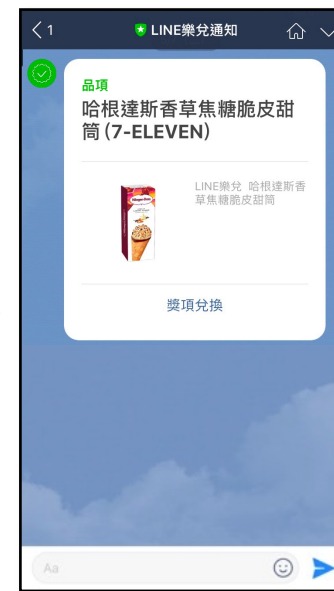 1
LINE樂兌通知
品項
哈根達斯香草焦糖脆皮甜
筒(7-ELEVEN)
LINE樂兌 哈根達斯香
草焦糖脆皮甜筒
獎項兌換
Aa